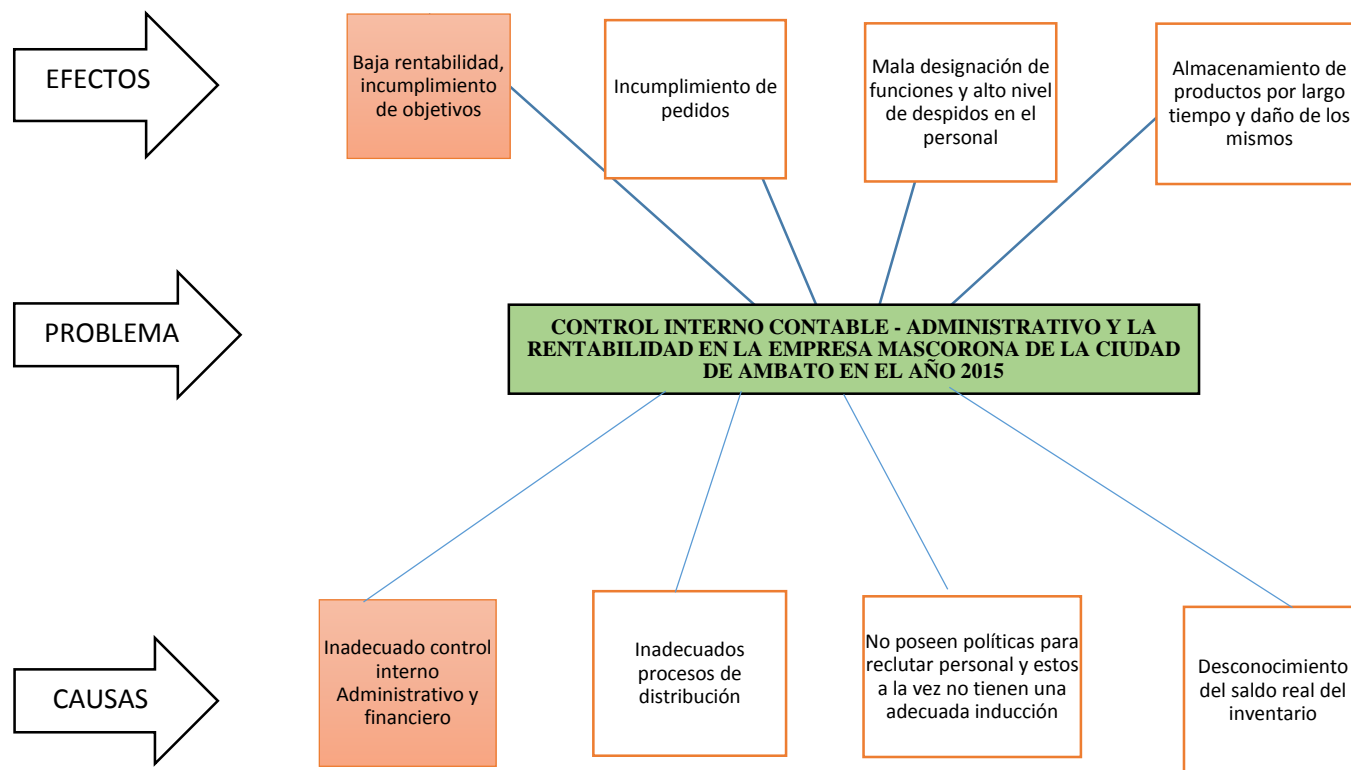 EFECTOS
Baja rentabilidad,
incumplimiento
de objetivos
Incumplimiento de
pedidos
Mala designación de
funciones y alto nivel
de despidos en el
personal
Almacenamiento de
productos por largo
tiempo y daño de los
mismos
PROBLEMA
CONTROL INTERNO CONTABLE - ADMINISTRATIVO Y LA
RENTABILIDAD EN LA EMPRESA MASCORONA DE LA CIUDAD
DE AMBATO EN EL AÑO 2015
CAUSAS
Inadecuado control
interno
Administrativo y
financiero
Inadecuados
procesos de
distribución
No poseen políticas para
reclutar personal y estos
a la vez no tienen una
adecuada inducción
Desconocimiento
del saldo real del
inventario